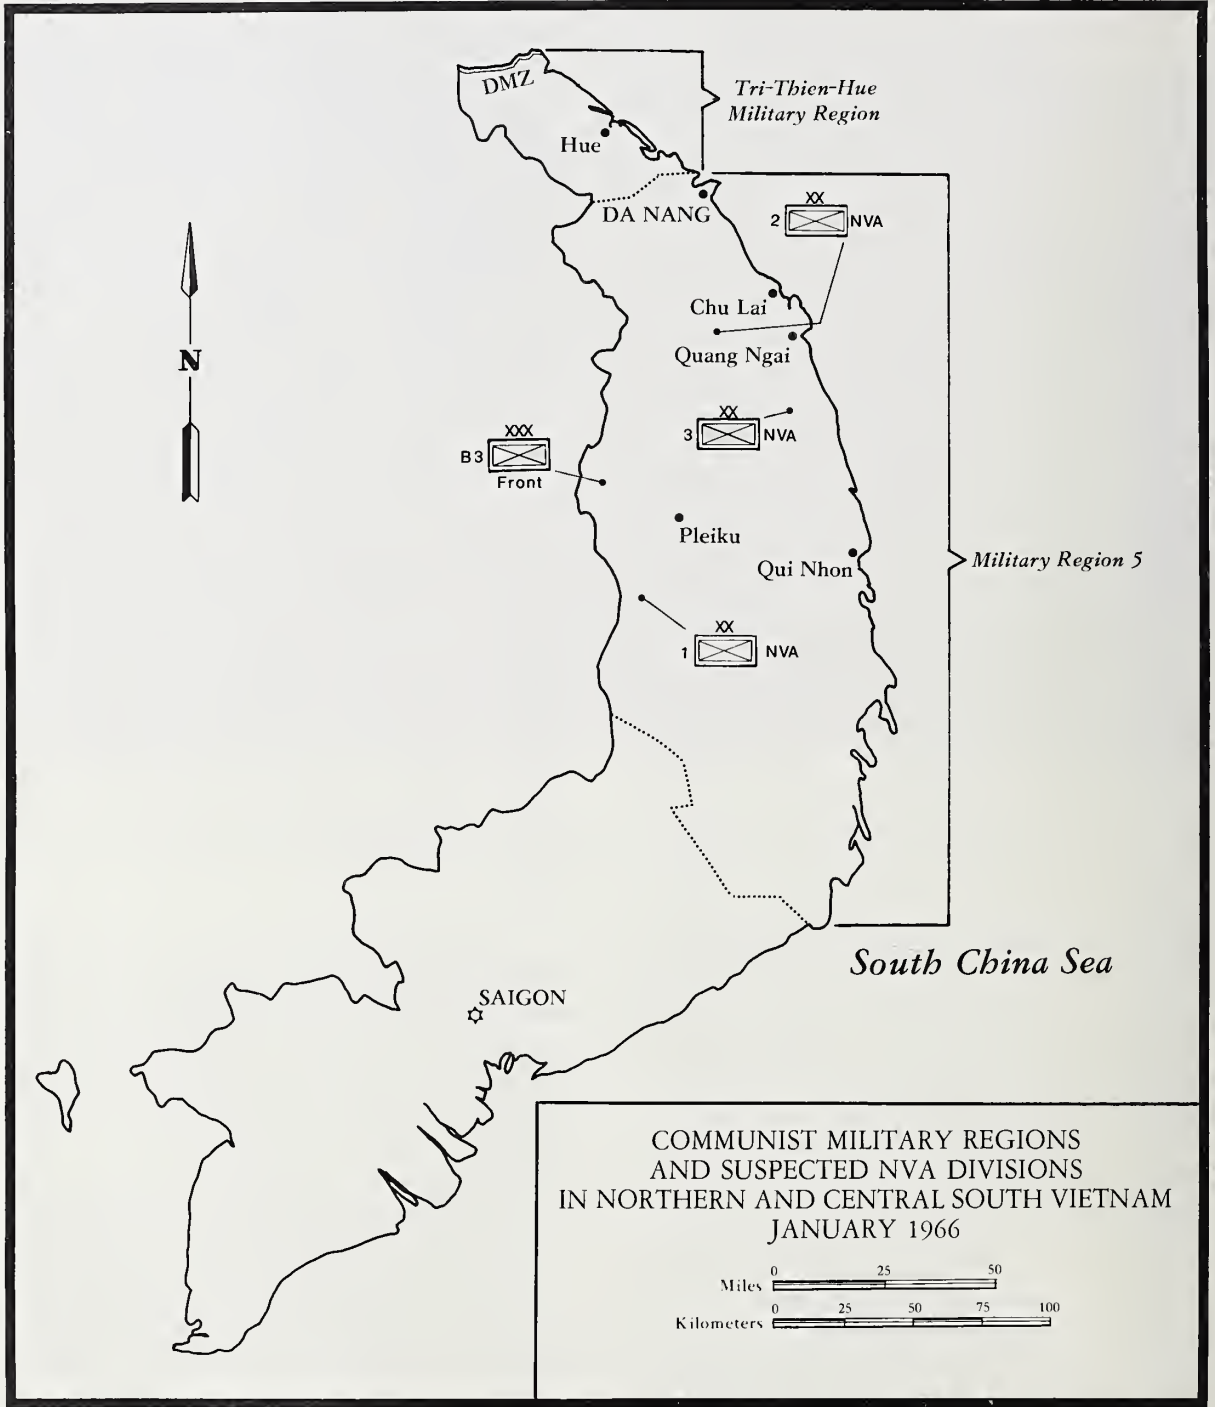 DMZ
Tri-Thien-Hue
Military Region
Hue
DA NANG
XX
2 NVA
Chu Lai
Quang Ngai
XX
3 NVA
XXX
B3
Front
N
Pleiku
Qui Nhon
Military Region 5
XX
1 NVA
South China Sea
SAIGON
COMMUNIST MILITARY REGIONS
AND SUSPECTED NVA DIVISIONS
IN NORTHERN AND CENTRAL SOUTH VIETNAM
JANUARY 1966
0 25 50
Miles
0 25 50 75 100
Kilometers